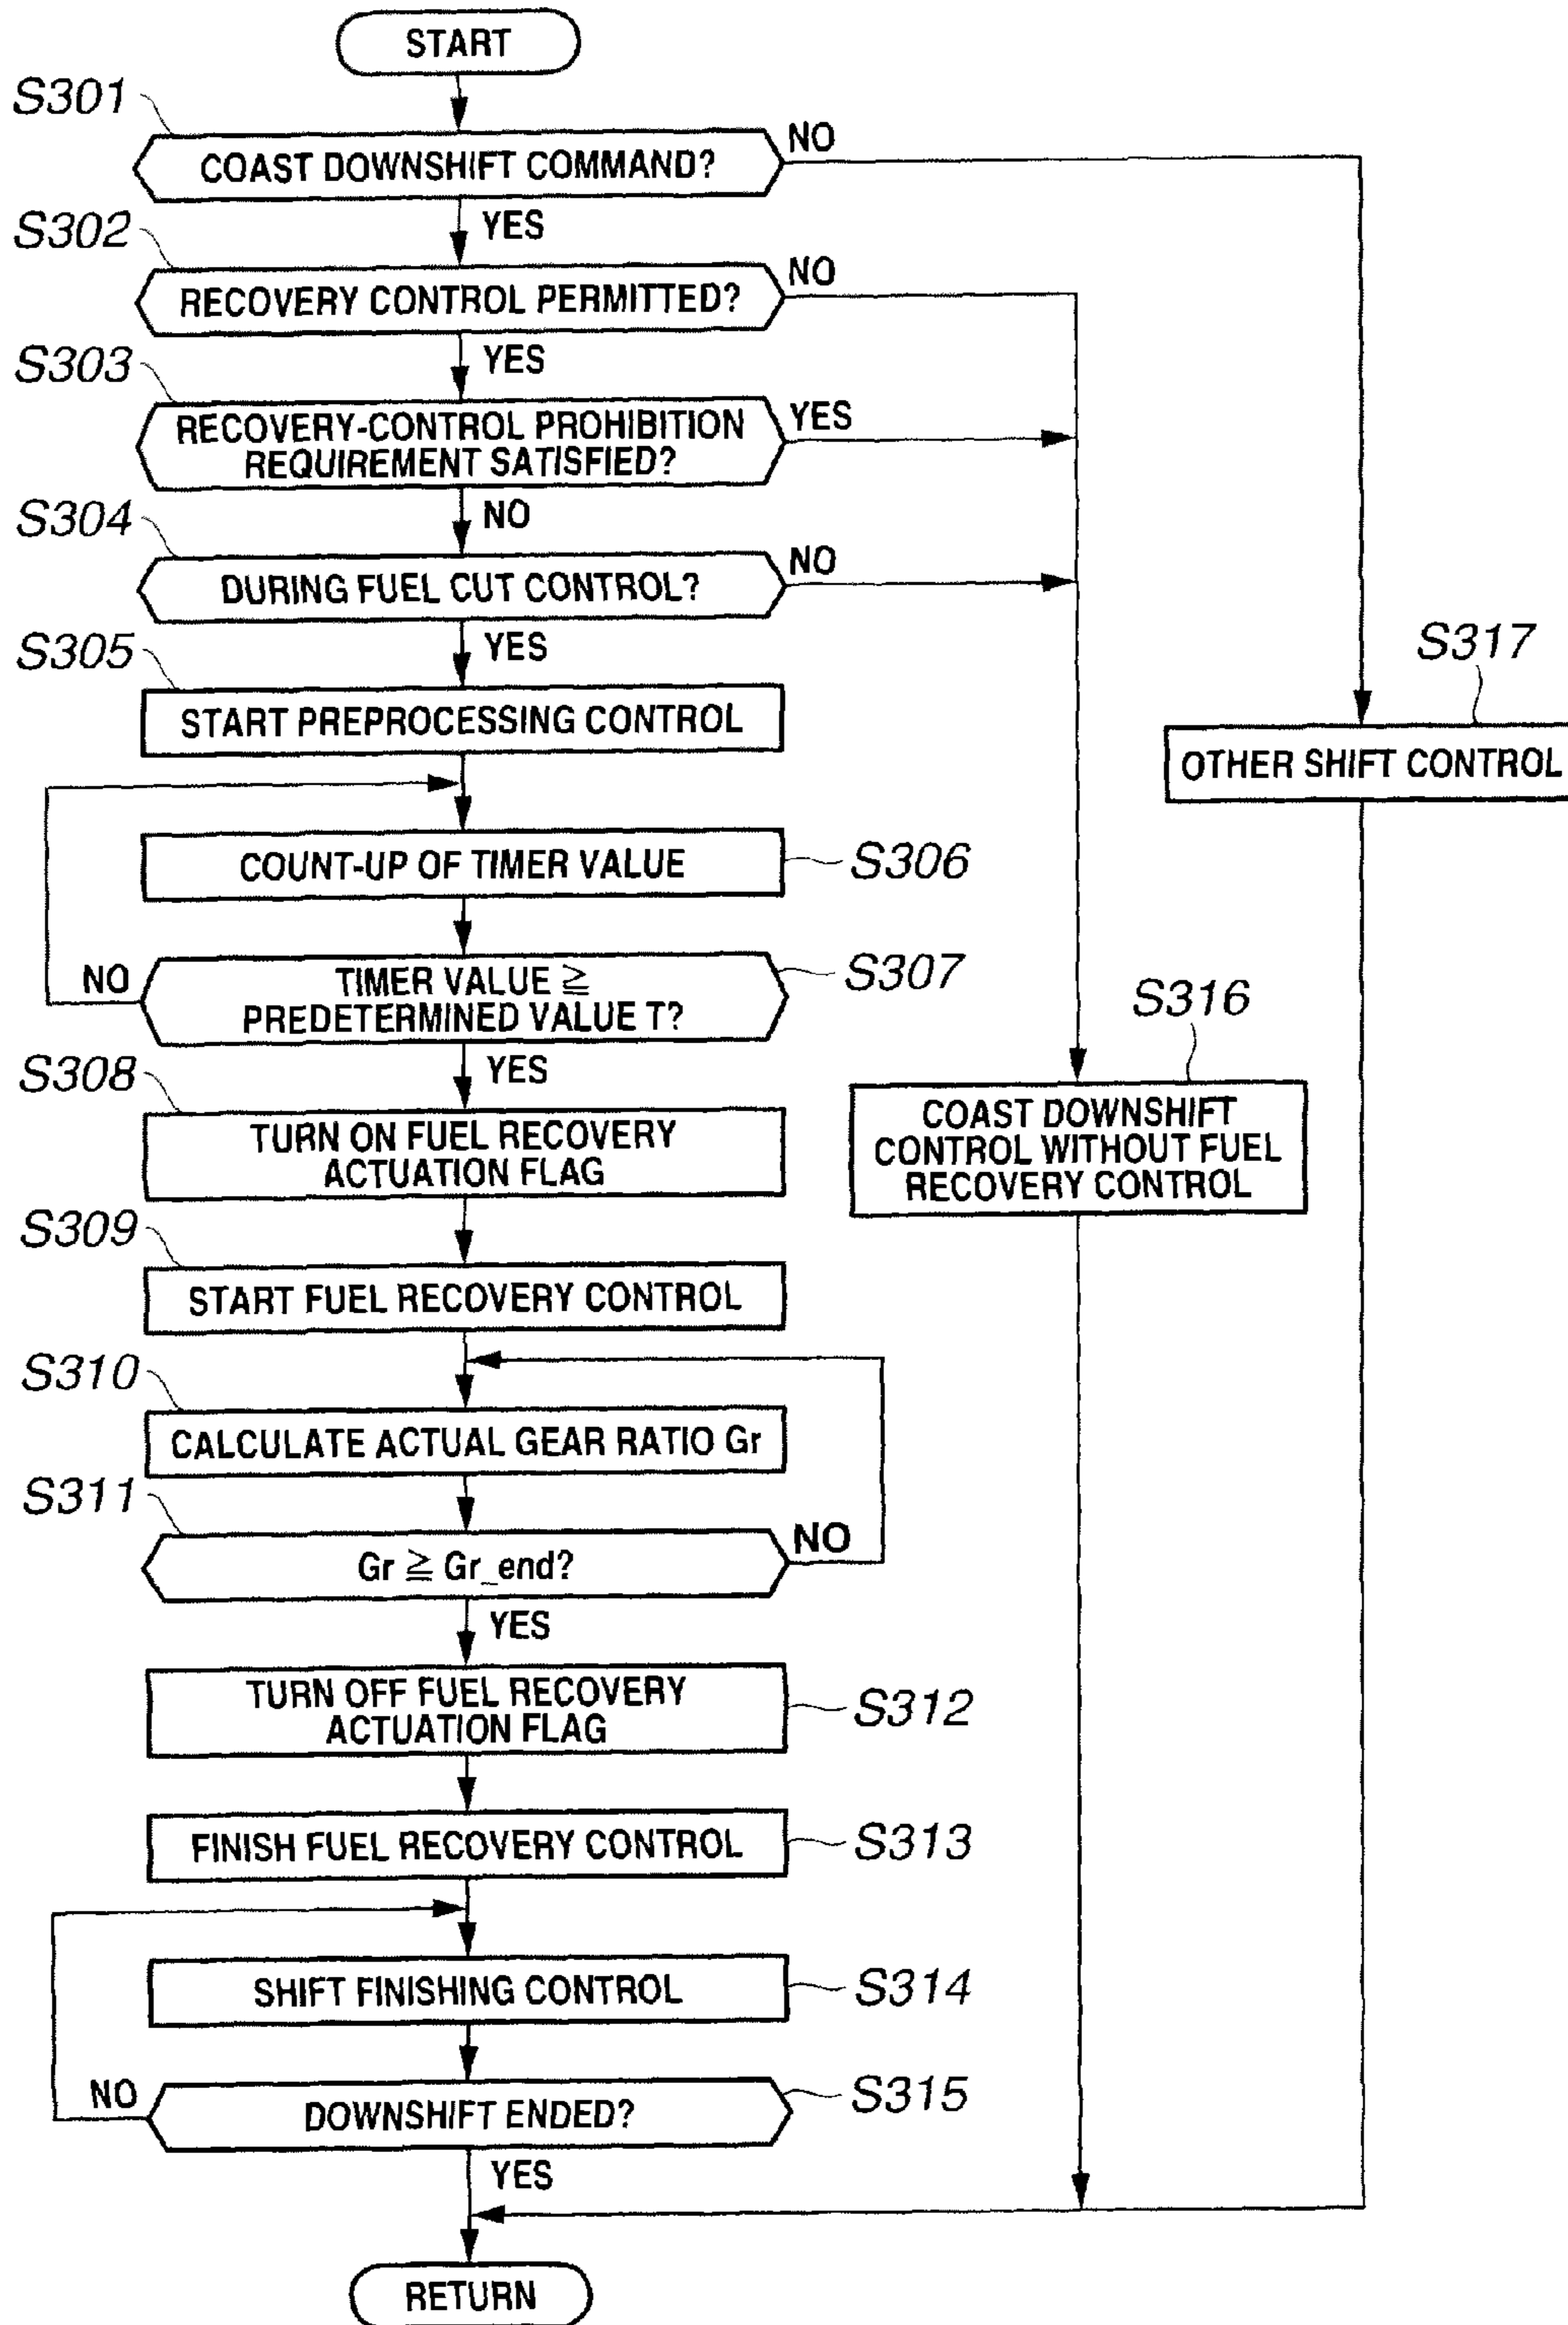 START
S301
COAST DOWNSHIFT COMMAND?
NO
YES
S302
RECOVERY CONTROL PERMITTED?
NO
YES
S303
RECOVERY-CONTROL PROHIBITION
REQUIREMENT SATISFIED?
YES
NO
S304
DURING FUEL CUT CONTROL?
NO
YES
S305
START PREPROCESSING CONTROL
S317
OTHER SHIFT CONTROL
COUNT-UP OF TIMER VALUE
S306
TIMER VALUE ≧
PREDETERMINED VALUE T?
S307
NO
YES
S316
COAST DOWNSHIFT
CONTROL WITHOUT FUEL
RECOVERY CONTROL
S308
TURN ON FUEL RECOVERY
ACTUATION FLAG
S309
START FUEL RECOVERY CONTROL
S310
CALCULATE ACTUAL GEAR RATIO Gr
S311
Gr ≧ Gr_end?
NO
YES
TURN OFF FUEL RECOVERY
ACTUATION FLAG
S312
FINISH FUEL RECOVERY CONTROL
S313
SHIFT FINISHING CONTROL
S314
NO
DOWNSHIFT ENDED?
S315
YES
RETURN